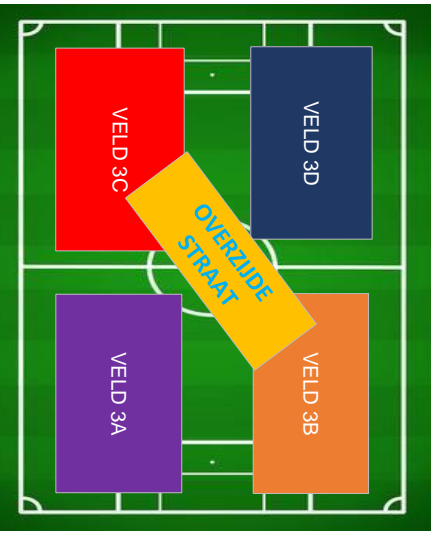 VELD 3C
VELD 3D
OVERZIJDE
STRAAT
VELD 3A
VELD 3B